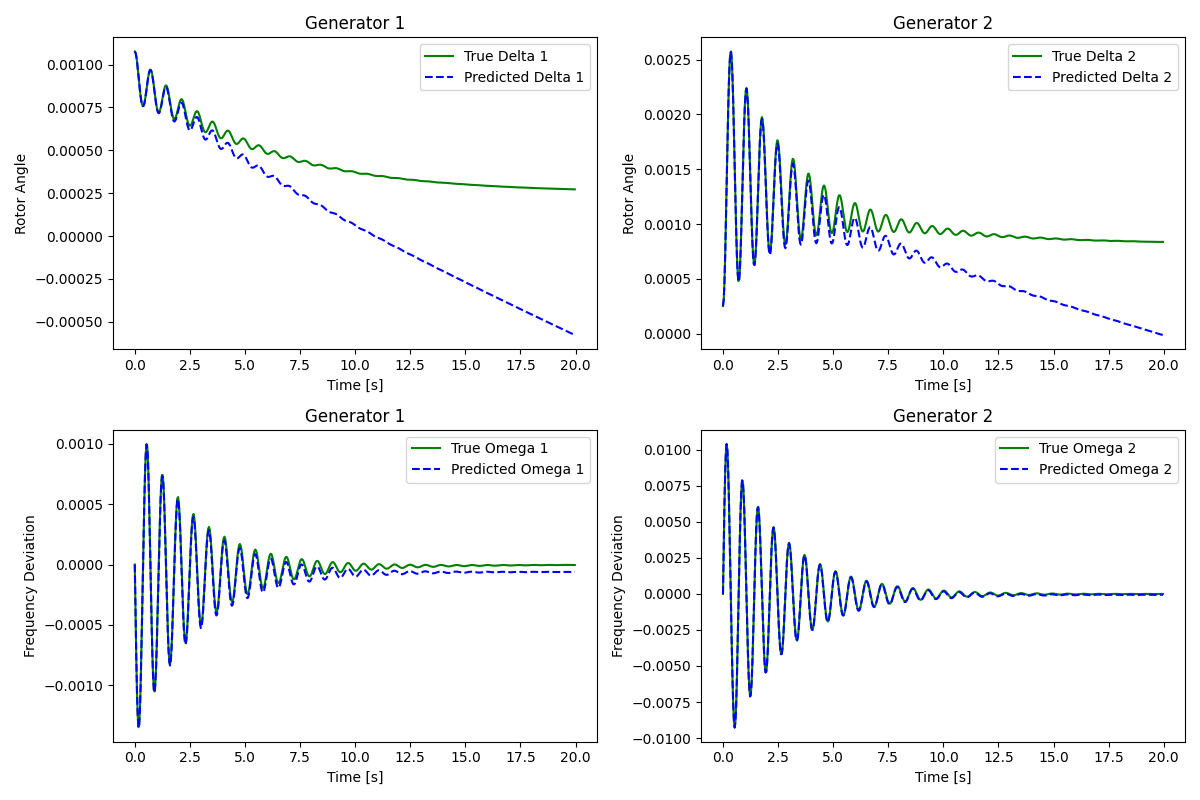 Generator 1
True Delta 1
Predicted Delta 1
0.00100
0.00075
0.00050
0.00025
0.00000
−0.00025
−0.00050
Rotor Angle
0.0 2.5 5.0 7.5 10.0 12.5 15.0 17.5 20.0
Time [s]
Generator 2
True Delta 2
Predicted Delta 2
0.0025
0.0020
0.0015
0.0010
0.0005
0.0000
Rotor Angle
0.0 2.5 5.0 7.5 10.0 12.5 15.0 17.5 20.0
Time [s]
Generator 1
True Omega 1
Predicted Omega 1
0.0010
0.0005
0.0000
−0.0005
−0.0010
Frequency Deviation
0.0 2.5 5.0 7.5 10.0 12.5 15.0 17.5 20.0
Time [s]
Generator 2
True Omega 2
Predicted Omega 2
0.0100
0.0075
0.0050
0.0025
0.0000
−0.0025
−0.0050
−0.0075
−0.0100
Frequency Deviation
0.0 2.5 5.0 7.5 10.0 12.5 15.0 17.5 20.0
Time [s]